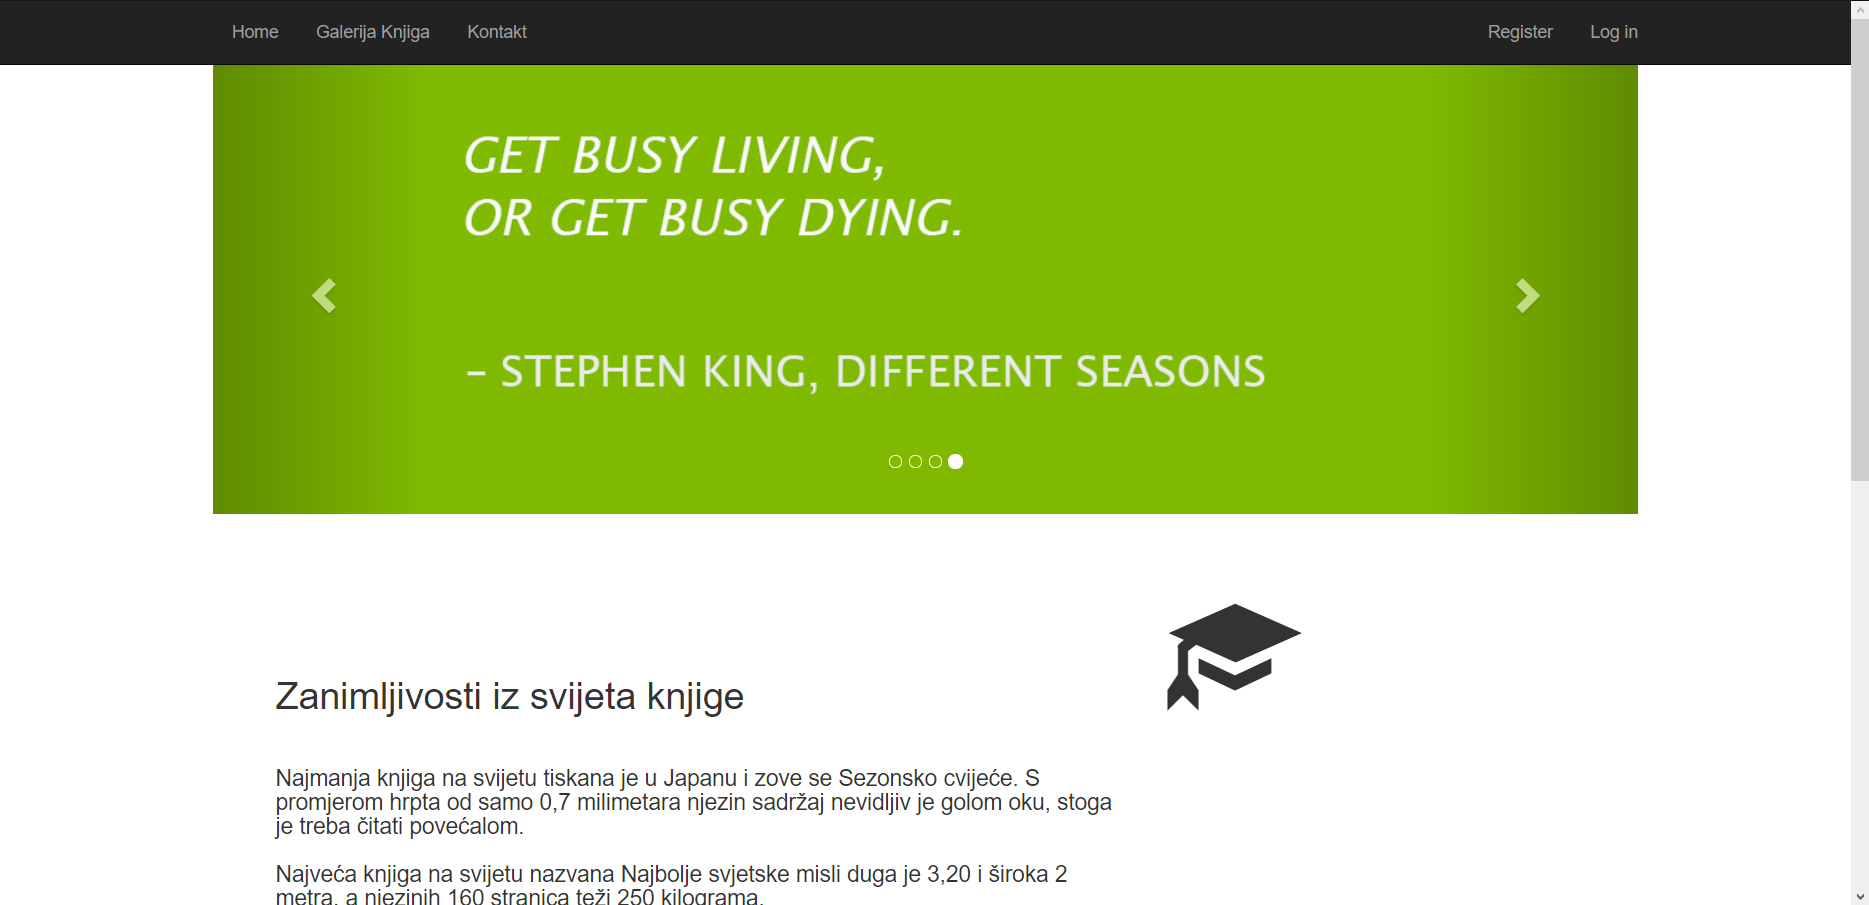 Home Galerija Knjiga Kontakt Register Log in
GET BUSY LIVING,
OR GET BUSY DYING.
– STEPHEN KING, DIFFERENT SEASONS
Zanimljivosti iz svijeta knjige
Najmanja knjiga na svijetu tiskana je u Japanu i zove se Sezonsko cvijeće. S
promjerom hrpta od samo 0,7 milimetara njezin sadržaj nevidljiv je golom oku, stoga
je treba čitati povećalom.
Najveća knjiga na svijetu nazvana Najbolje svjetske misli duga je 3,20 i široka 2
metra, a njezinih 160 stranica teži 250 kilograma.